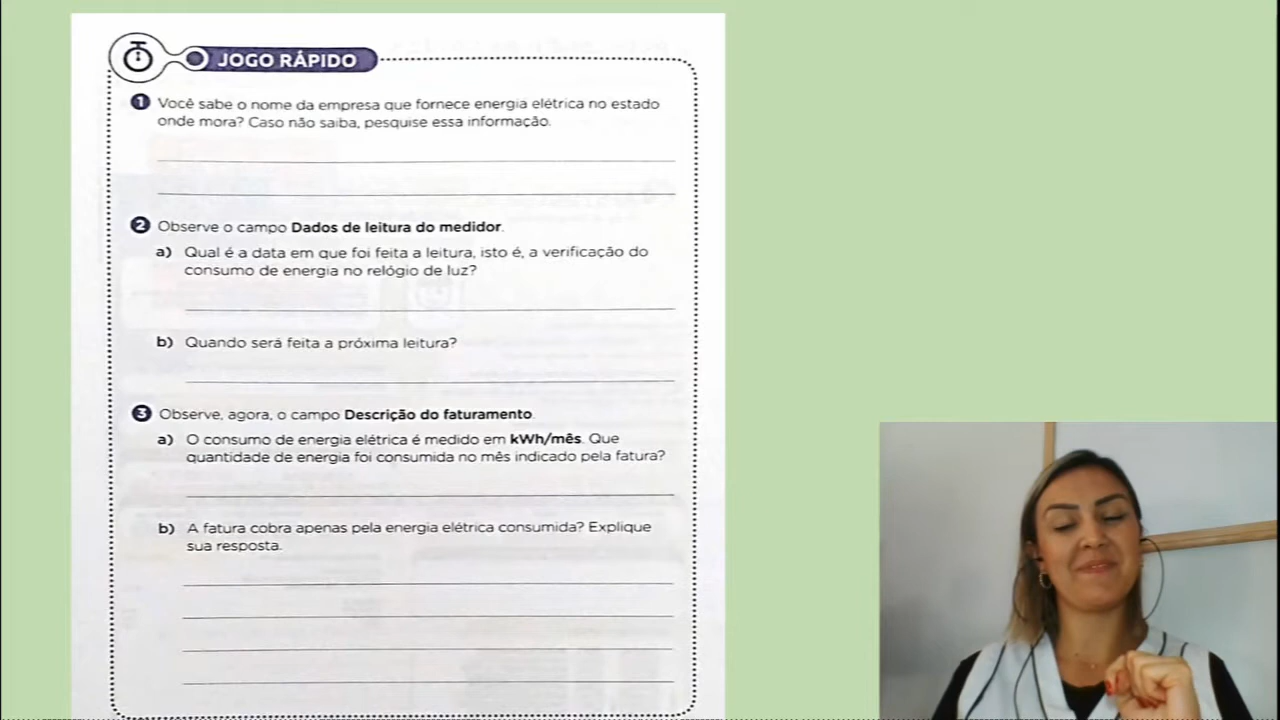 JOGO RÁPIDO
1 Você sabe o nome da empresa que fornece energia elétrica no estado
onde mora? Caso não saiba, pesquise essa informação.
2 Observe o campo Dados de leitura do medidor.
a) Qual é a data em que foi feita a leitura, isto é, a verificação do
consumo de energia no relógio de luz?
b) Quando será feita a próxima leitura?
3 Observe, agora, o campo Descrição do faturamento.
a) O consumo de energia elétrica é medido em kWh/mês. Que
quantidade de energia foi consumida no mês indicado pela fatura?
b) A fatura cobra apenas pela energia elétrica consumida? Explique
sua resposta.